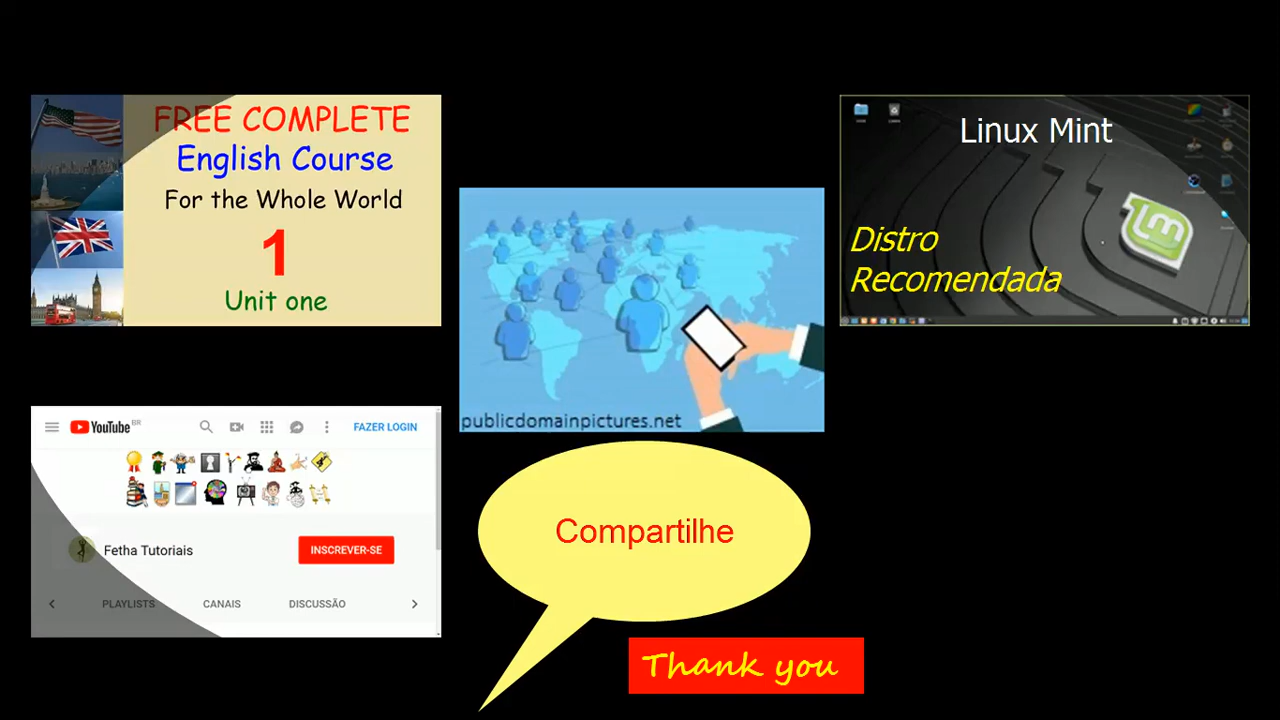 FREE COMPLETE
English Course
For the Whole World
1
Unit one
publicdomainpictures.net
Linux Mint
Distro
Recomendada
YouTube BR
FAZER LOGIN
Fetha Tutoriais
INSCREVER-SE
PLAYLISTS CANAIS DISCUSSÃO
Compartilhe
Thank you